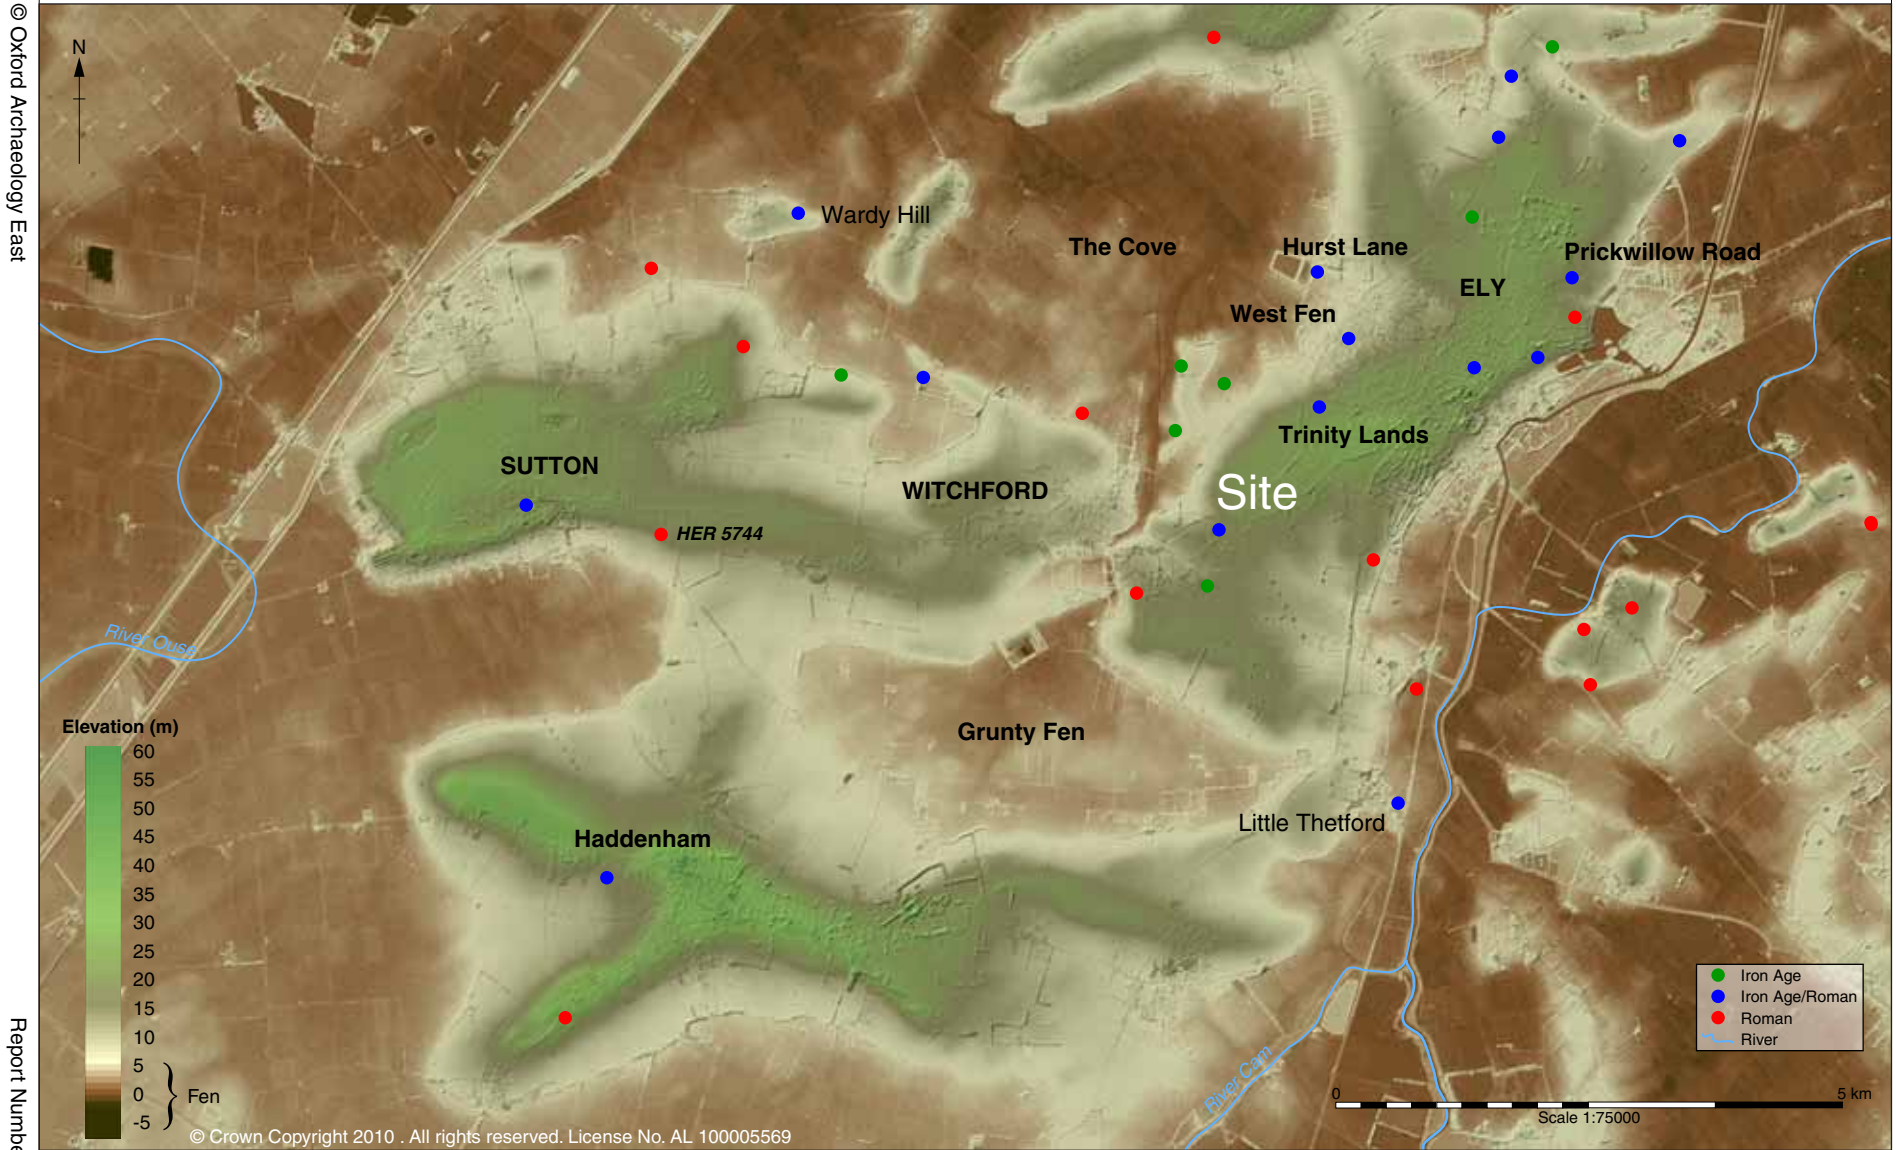 © Oxford Archaeology East
Report Numbe
N
Wardy Hill
The Cove
Hurst Lane
Prickwillow Road
ELY
West Fen
Trinity Lands
SUTTON
WITCHFORD
Site
HER 5744
River Ouse
Grunty Fen
Elevation (m)
60
55
50
45
40
35
30
25
20
15
10
5
0
-5
Fen
Haddenham
Little Thetford
River Cam
Iron Age
Iron Age/Roman
Roman
River
0
5 km
Scale 1:75000
© Crown Copyright 2010 . All rights reserved. License No. AL 100005569